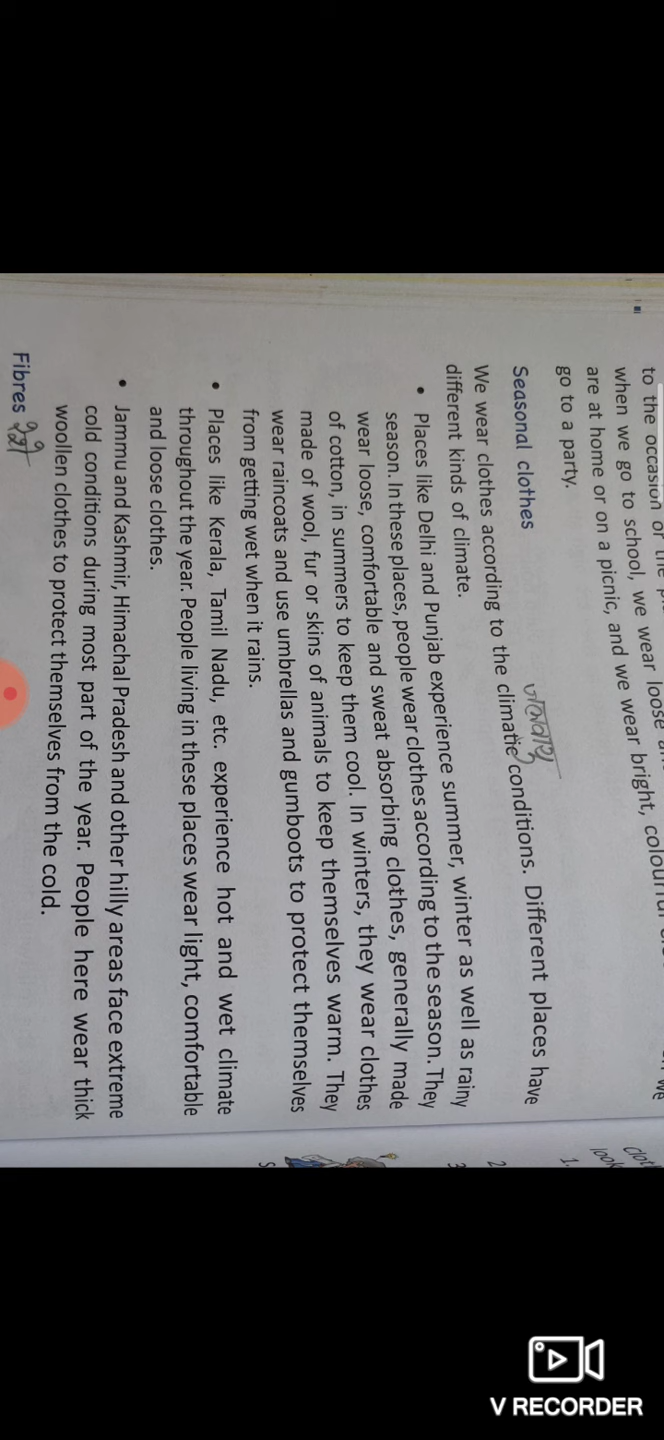 to the occasion or the
when we go to school, we wear loose
are at home or on a picnic, and we wear bright, colourful
go to a party.
Seasonal clothes
We wear clothes according to the climatic conditions. Different places have
different kinds of climate.
• Places like Delhi and Punjab experience summer, winter as well as rainy
season. In these places, people wear clothes according to the season. They
wear loose, comfortable and sweat absorbing clothes, generally made
of cotton, in summers to keep them cool. In winters, they wear clothes
made of wool, fur or skins of animals to keep themselves warm. They
wear raincoats and use umbrellas and gumboots to protect themselves
from getting wet when it rains.
• Places like Kerala, Tamil Nadu, etc. experience hot and wet climate
throughout the year. People living in these places wear light, comfortable
and loose clothes.
• Jammu and Kashmir, Himachal Pradesh and other hilly areas face extreme
cold conditions during most part of the year. People here wear thick
woollen clothes to protect themselves from the cold.
Fibres
look
1.
2
3
V RECORDER